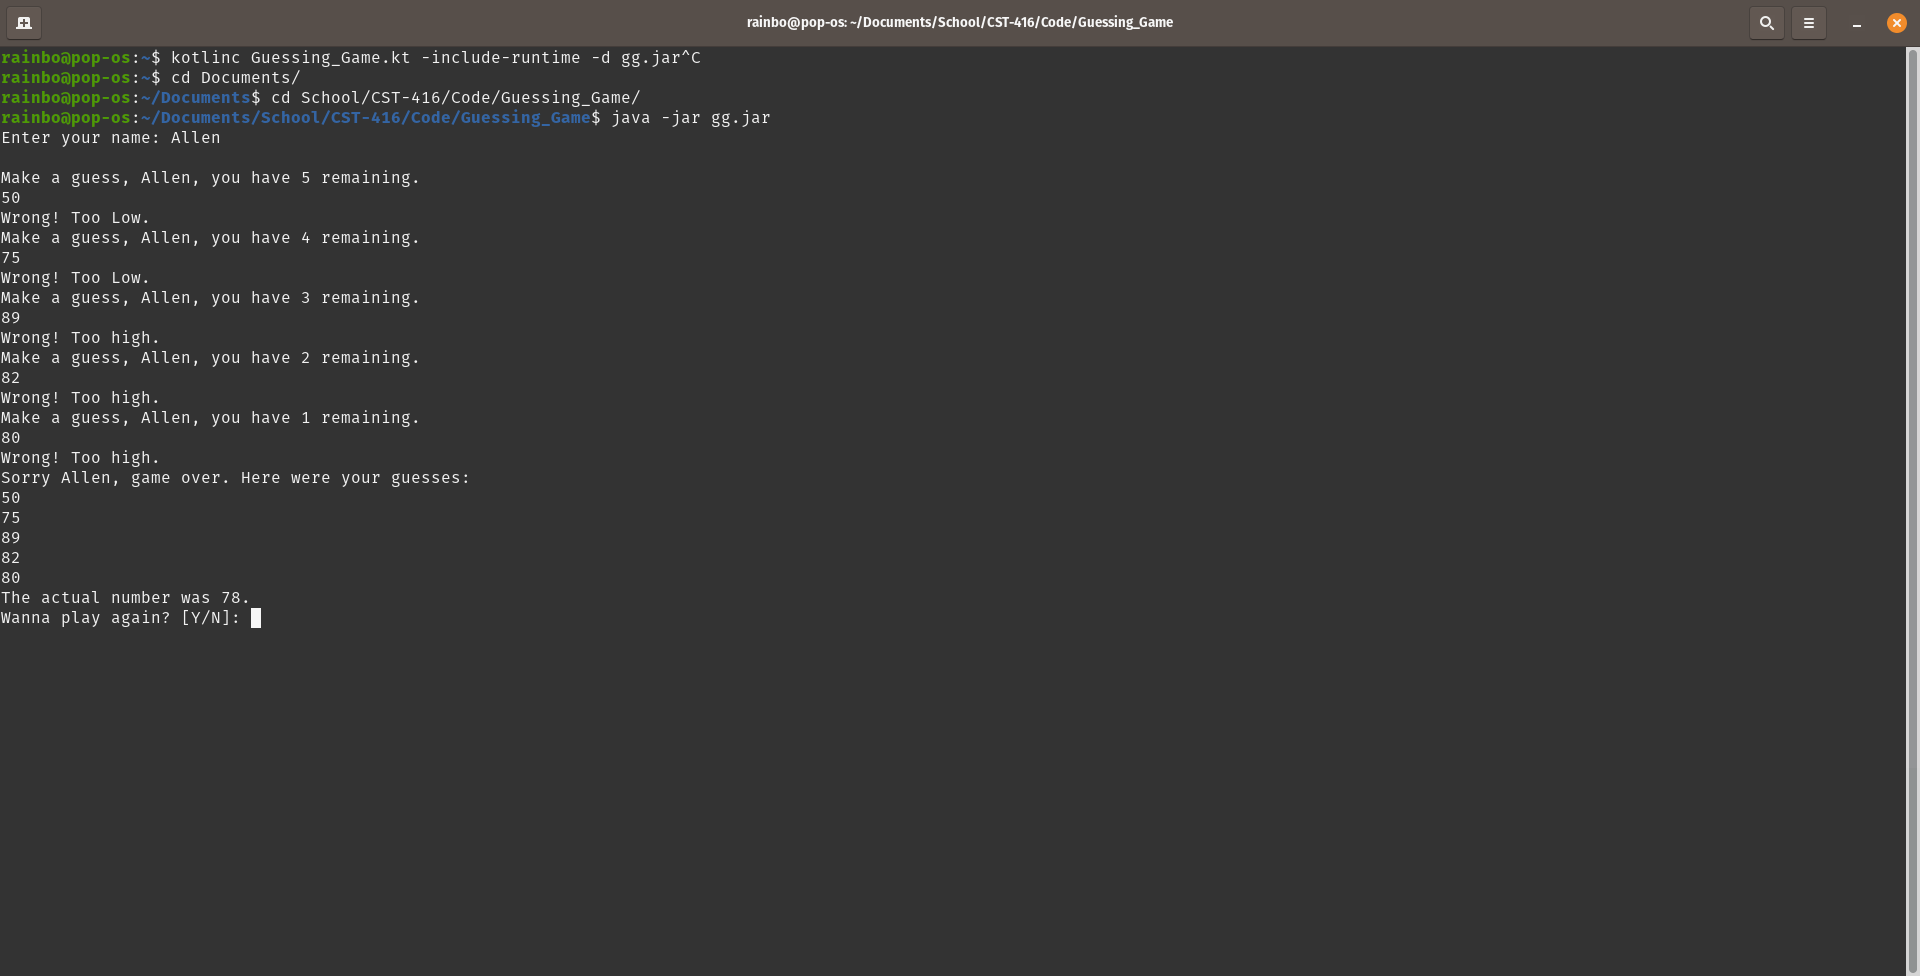 rainbo@pop-os: ~/Documents/School/CST-416/Code/Guessing_Game
rainbo@pop-os:~$ kotlinc Guessing_Game.kt -include-runtime -d gg.jar^C
rainbo@pop-os:~$ cd Documents/
rainbo@pop-os:~/Documents$ cd School/CST-416/Code/Guessing_Game/
rainbo@pop-os:~/Documents/School/CST-416/Code/Guessing_Game$ java -jar gg.jar
Enter your name: Allen
Make a guess, Allen, you have 5 remaining.
50
Wrong! Too Low.
Make a guess, Allen, you have 4 remaining.
75
Wrong! Too Low.
Make a guess, Allen, you have 3 remaining.
89
Wrong! Too high.
Make a guess, Allen, you have 2 remaining.
82
Wrong! Too high.
Make a guess, Allen, you have 1 remaining.
80
Wrong! Too high.
Sorry Allen, game over. Here were your guesses:
50
75
89
82
80
The actual number was 78.
Wanna play again? [Y/N]: